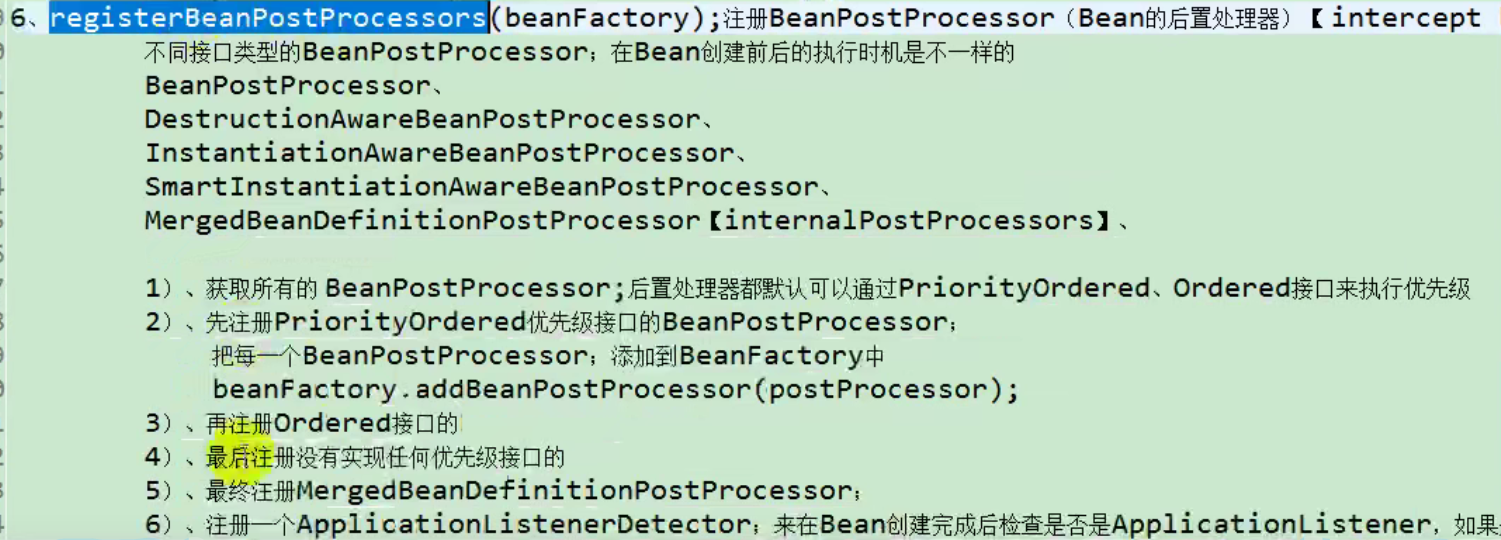 6、registerBeanPostProcessors(beanFactory);注册BeanPostProcessor（Bean的后置处理器）【 intercept
不同接口类型的BeanPostProcessor；在Bean创建前后的执行时机是不一样的
BeanPostProcessor、
DestructionAwareBeanPostProcessor、
InstantiationAwareBeanPostProcessor、
SmartInstantiationAwareBeanPostProcessor、
MergedBeanDefinitionPostProcessor【internalPostProcessors】、
1）、获取所有的 BeanPostProcessor;后置处理器都默认可以通过PriorityOrdered、Ordered接口来执行优先级
2）、先注册PriorityOrdered优先级接口的BeanPostProcessor；
把每一个BeanPostProcessor；添加到BeanFactory中
beanFactory.addBeanPostProcessor(postProcessor);
3）、再注册Ordered接口的
4）、最后注册没有实现任何优先级接口的
5）、最终注册MergedBeanDefinitionPostProcessor；
6）、注册一个ApplicationListenerDetector；来在Bean创建完成后检查是否是ApplicationListener，如果